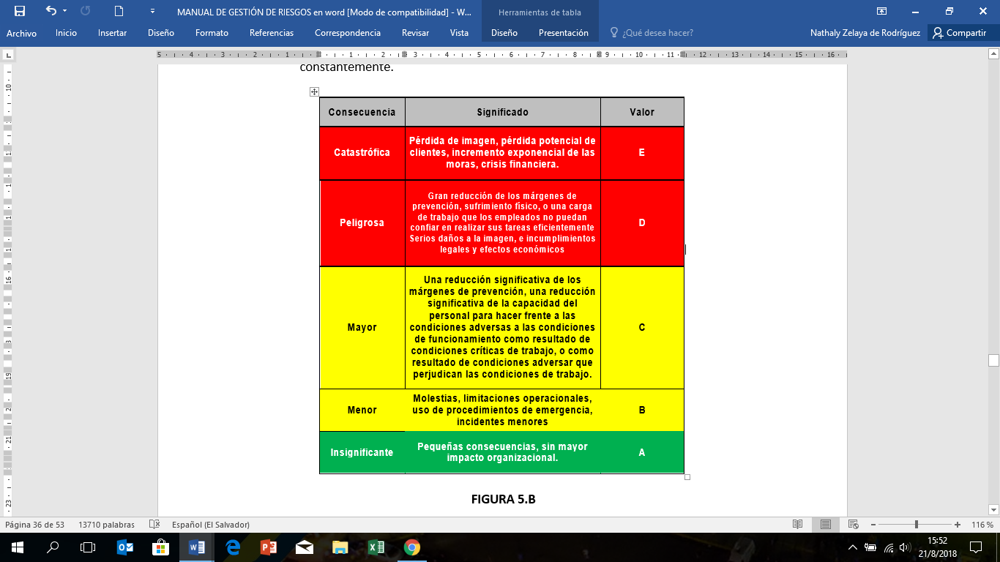 MANUAL DE GESTIÓN DE RIESGOS en word [Modo de compatibilidad] - W...
Herramientas de tabla
Archivo
Inicio
Insertar
Diseño
Formato
Referencias
Correspondencia
Revisar
Vista
Diseño
Presentación
¿Qué desea hacer?
Nathaly Zelaya de Rodríguez
Compartir
constantemente.
Consecuencia
Significado
Valor
Catastrófica
Pérdida de imagen, pérdida potencial de
clientes, incremento exponencial de las
moras, crisis financiera.
E
Peligrosa
Gran reducción de los márgenes de
prevención, sufrimiento físico, o una carga
de trabajo que los empleados no puedan
confiar en realizar sus tareas eficientemente
Serios daños a la imagen, e incumplimientos
legales y efectos económicos
D
Mayor
Una reducción significativa de los
márgenes de prevención, una reducción
significativa de la capacidad del
personal para hacer frente a las
condiciones adversas a las condiciones
de funcionamiento como resultado de
condiciones críticas de trabajo, o como
resultado de condiciones adversar que
perjudican las condiciones de trabajo.
C
Menor
Molestias, limitaciones operacionales,
uso de procedimientos de emergencia,
incidentes menores
B
Insignificante
Pequeñas consecuencias, sin mayor
impacto organizacional.
A
FIGURA 5.B
Página 36 de 53
13710 palabras
Español (El Salvador)
116 %
15:52
21/8/2018